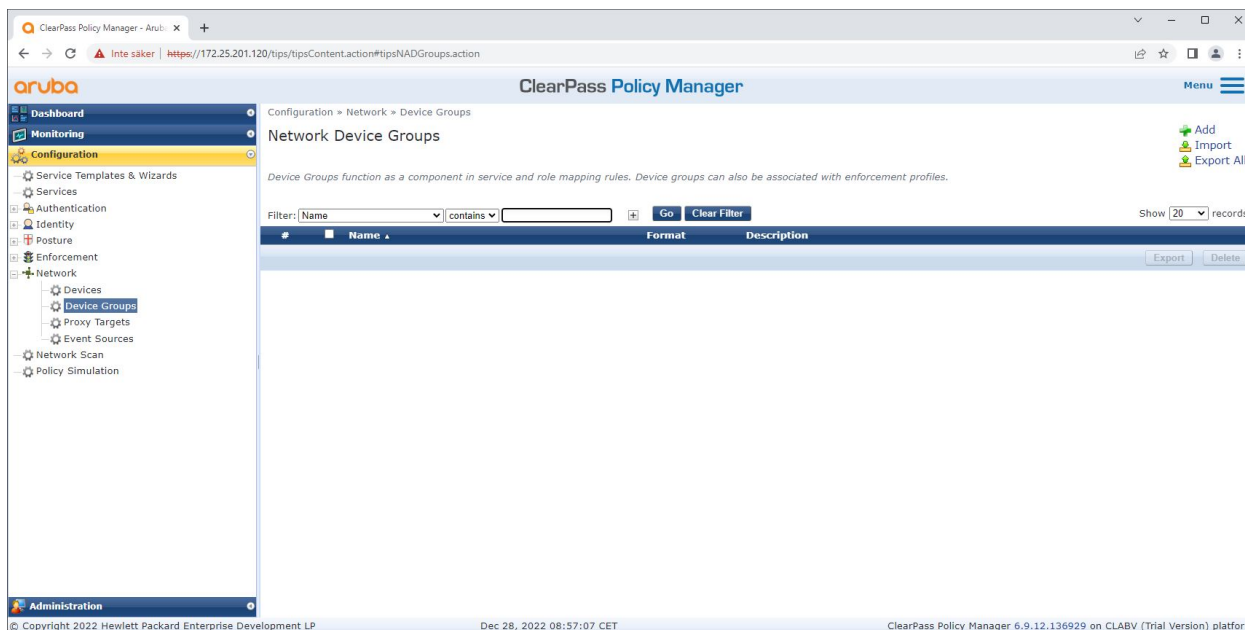 ClearPass Policy Manager - Arub
Inte säker | https://172.25.201.120/tips/tipsContent.action#tipsNADGroups.action
aruba
ClearPass Policy Manager
Menu
Dashboard
Monitoring
Configuration
Service Templates & Wizards
Services
Authentication
Identity
Posture
Enforcement
Network
Devices
Device Groups
Proxy Targets
Event Sources
Network Scan
Policy Simulation
Administration
Configuration » Network » Device Groups
Network Device Groups
Add
Import
Export All
Device Groups function as a component in service and role mapping rules. Device groups can also be associated with enforcement profiles.
Filter: Name contains + Go Clear Filter Show 20 records
# Name Format Description
Export Delete
© Copyright 2022 Hewlett Packard Enterprise Development LP Dec 28, 2022 08:57:07 CET ClearPass Policy Manager 6.9.12.136929 on CLABV (Trial Version) platfor